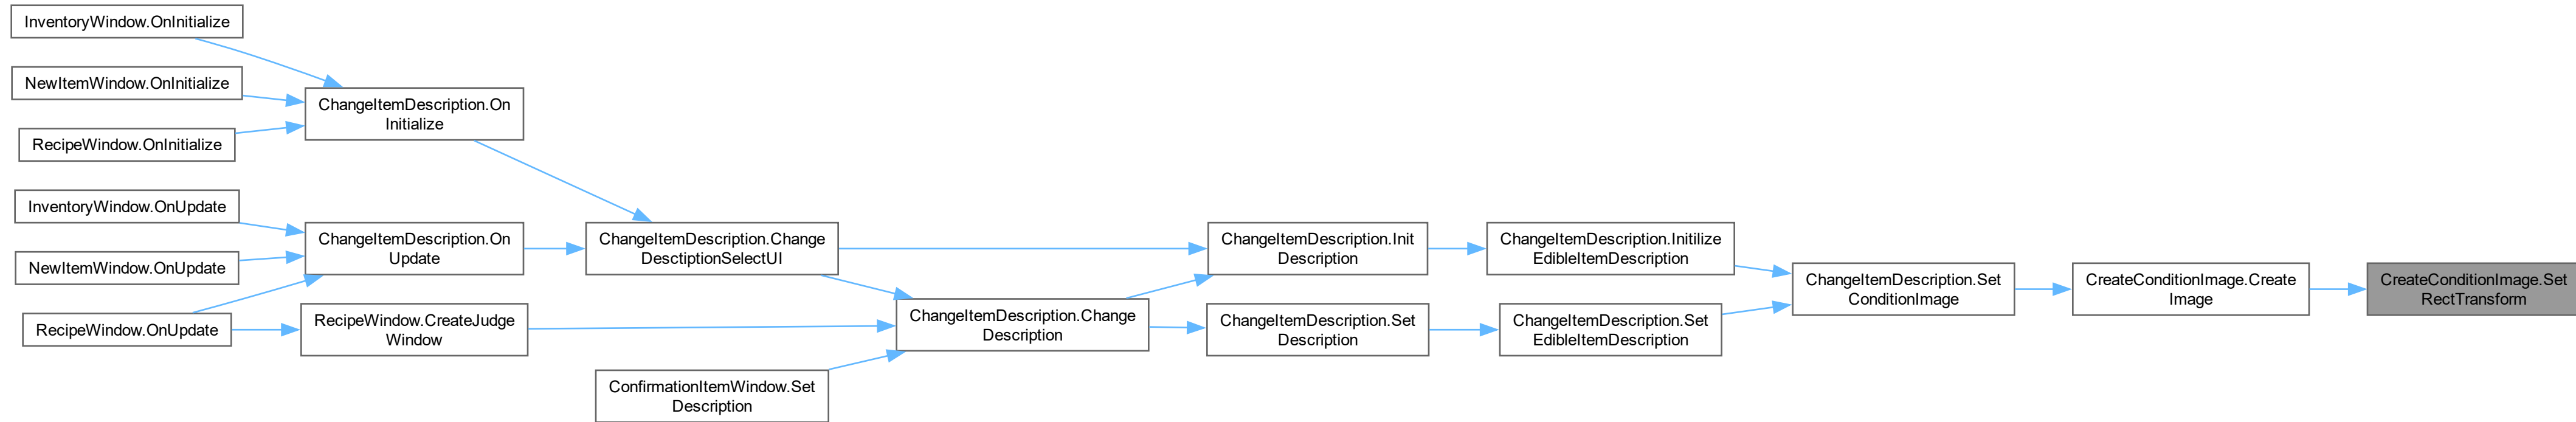 InventoryWindow.OnInitialize
NewItemWindow.OnInitialize
RecipeWindow.OnInitialize
ChangeItemDescription.On
Initialize
InventoryWindow.OnUpdate
NewItemWindow.OnUpdate
RecipeWindow.OnUpdate
ChangeItemDescription.On
Update
RecipeWindow.CreateJudge
Window
ChangeItemDescription.Change
DesctiptionSelectUI
ConfirmationItemWindow.Set
Description
ChangeItemDescription.Change
Description
ChangeItemDescription.Init
Description
ChangeItemDescription.Set
Description
ChangeItemDescription.Initilize
EdibleItemDescription
ChangeItemDescription.Set
EdibleItemDescription
ChangeItemDescription.Set
ConditionImage
CreateConditionImage.Create
Image
CreateConditionImage.Set
RectTransform